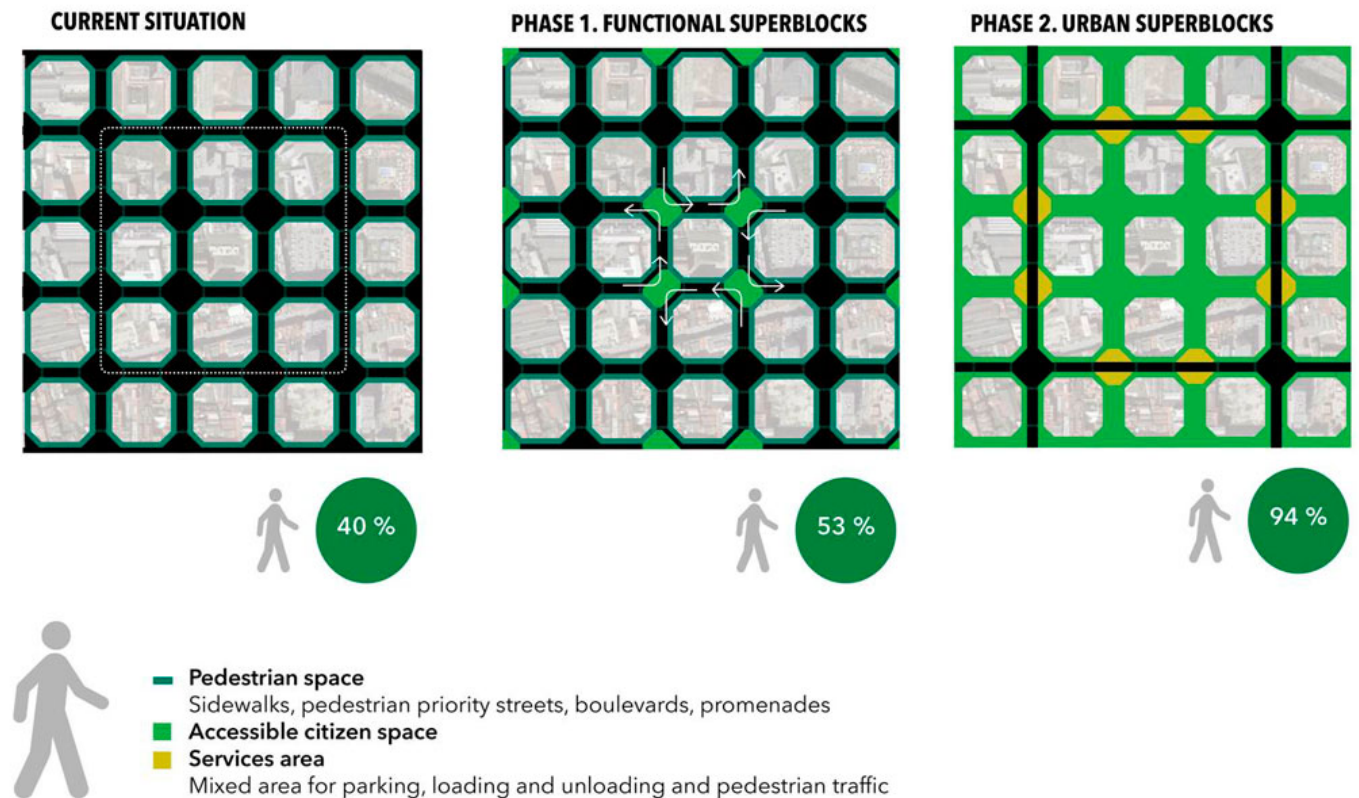 CURRENT SITUATION
PHASE 1. FUNCTIONAL SUPERBLOCKS
PHASE 2. URBAN SUPERBLOCKS
40 %
53 %
94 %
Pedestrian space
Sidewalks, pedestrian priority streets, boulevards, promenades
Accessible citizen space
Services area
Mixed area for parking, loading and unloading and pedestrian traffic